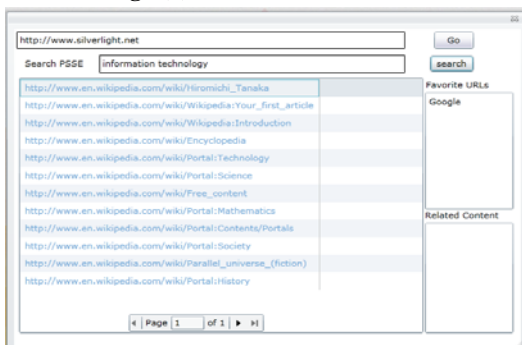 http://www.silverlight.net
Go
Search PSSE
information technology
search
http://www.en.wikipedia.com/wiki/Hiromichi_Tanaka
http://www.en.wikipedia.com/wiki/Wikipedia:Your_first_article
http://www.en.wikipedia.com/wiki/Wikipedia:Introduction
http://www.en.wikipedia.com/wiki/Encyclopedia
http://www.en.wikipedia.com/wiki/Portal:Technology
http://www.en.wikipedia.com/wiki/Portal:Science
http://www.en.wikipedia.com/wiki/Free_content
http://www.en.wikipedia.com/wiki/Portal:Mathematics
http://www.en.wikipedia.com/wiki/Portal:Contents/Portals
http://www.en.wikipedia.com/wiki/Portal:Society
http://www.en.wikipedia.com/wiki/Parallel_universe_(fiction)
http://www.en.wikipedia.com/wiki/Portal:History
Page 1 of 1
Favorite URLs
Google
Related Content